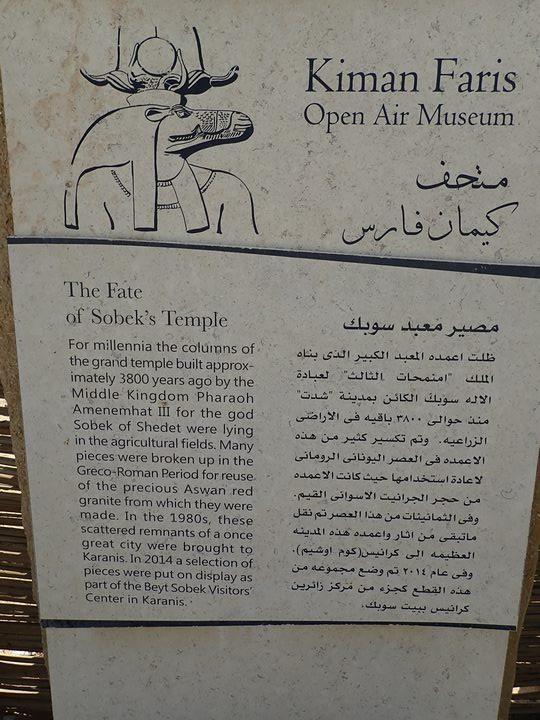 Kiman Faris
Open Air Museum
متحف
كيمان فارس
The Fate
of Sobek's Temple
For millennia the columns of
the grand temple built approx-
imately 3800 years ago by the
Middle Kingdom Pharaoh
Amenemhat III for the god
Sobek of Shedet were lying
in the agricultural fields. Many
pieces were broken up in the
Greco-Roman Period for reuse
of the precious Aswan red
granite from which they were
made. In the 1980s, these
scattered remnants of a once
great city were brought to
Karanis. In 2014 a selection of
pieces were put on display as
part of the Beyt Sobek Visitors'
Center in Karanis.
مصير معبد سوبك
ظلت اعمده المعبد الكبير الذى بناه
الملك "امنمحات الثالث" لعبادة
الاله سوبك الكائن بمدينة "شدت"
منذ حوالى ٣٨٠٠ باقيه فى الاراضى
الزراعيه. وتم تكسير كثير من هذه
الاعمده فى العصر اليونانى الرومانى
لاعادة استخدامها حيث كانت الاعمده
من حجر الجرانيت الاسوانى القيم.
وفى الثمانينات من هذا العصر تم نقل
ماتبقى من اثار واعمده هذه المدينه
العظيمه الى كرانيس(كوم اوشيم).
وفى عام ٢٠١٤ تم وضع مجموعه من
هذه القطع كجزء من مركز زائرين
كرانيس ببيت سوبك.